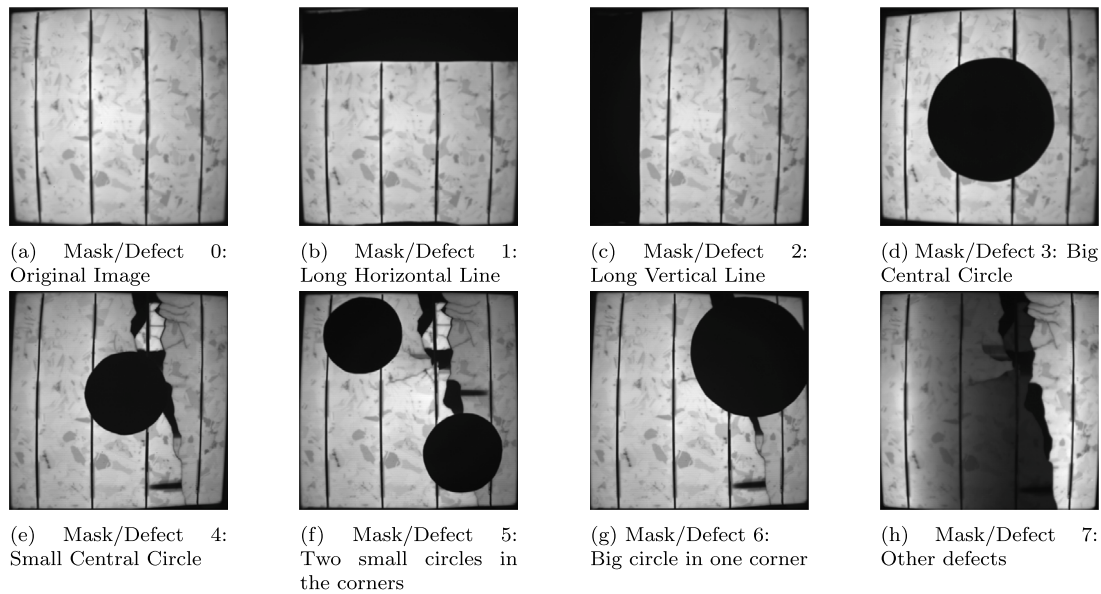 (a) Mask/Defect 0:
Original Image
(b) Mask/Defect 1:
Long Horizontal Line
(c) Mask/Defect 2:
Long Vertical Line
(d) Mask/Defect 3: Big
Central Circle
(e) Mask/Defect 4:
Small Central Circle
(f) Mask/Defect 5:
Two small circles in
the corners
(g) Mask/Defect 6:
Big circle in one corner
(h) Mask/Defect 7:
Other defects